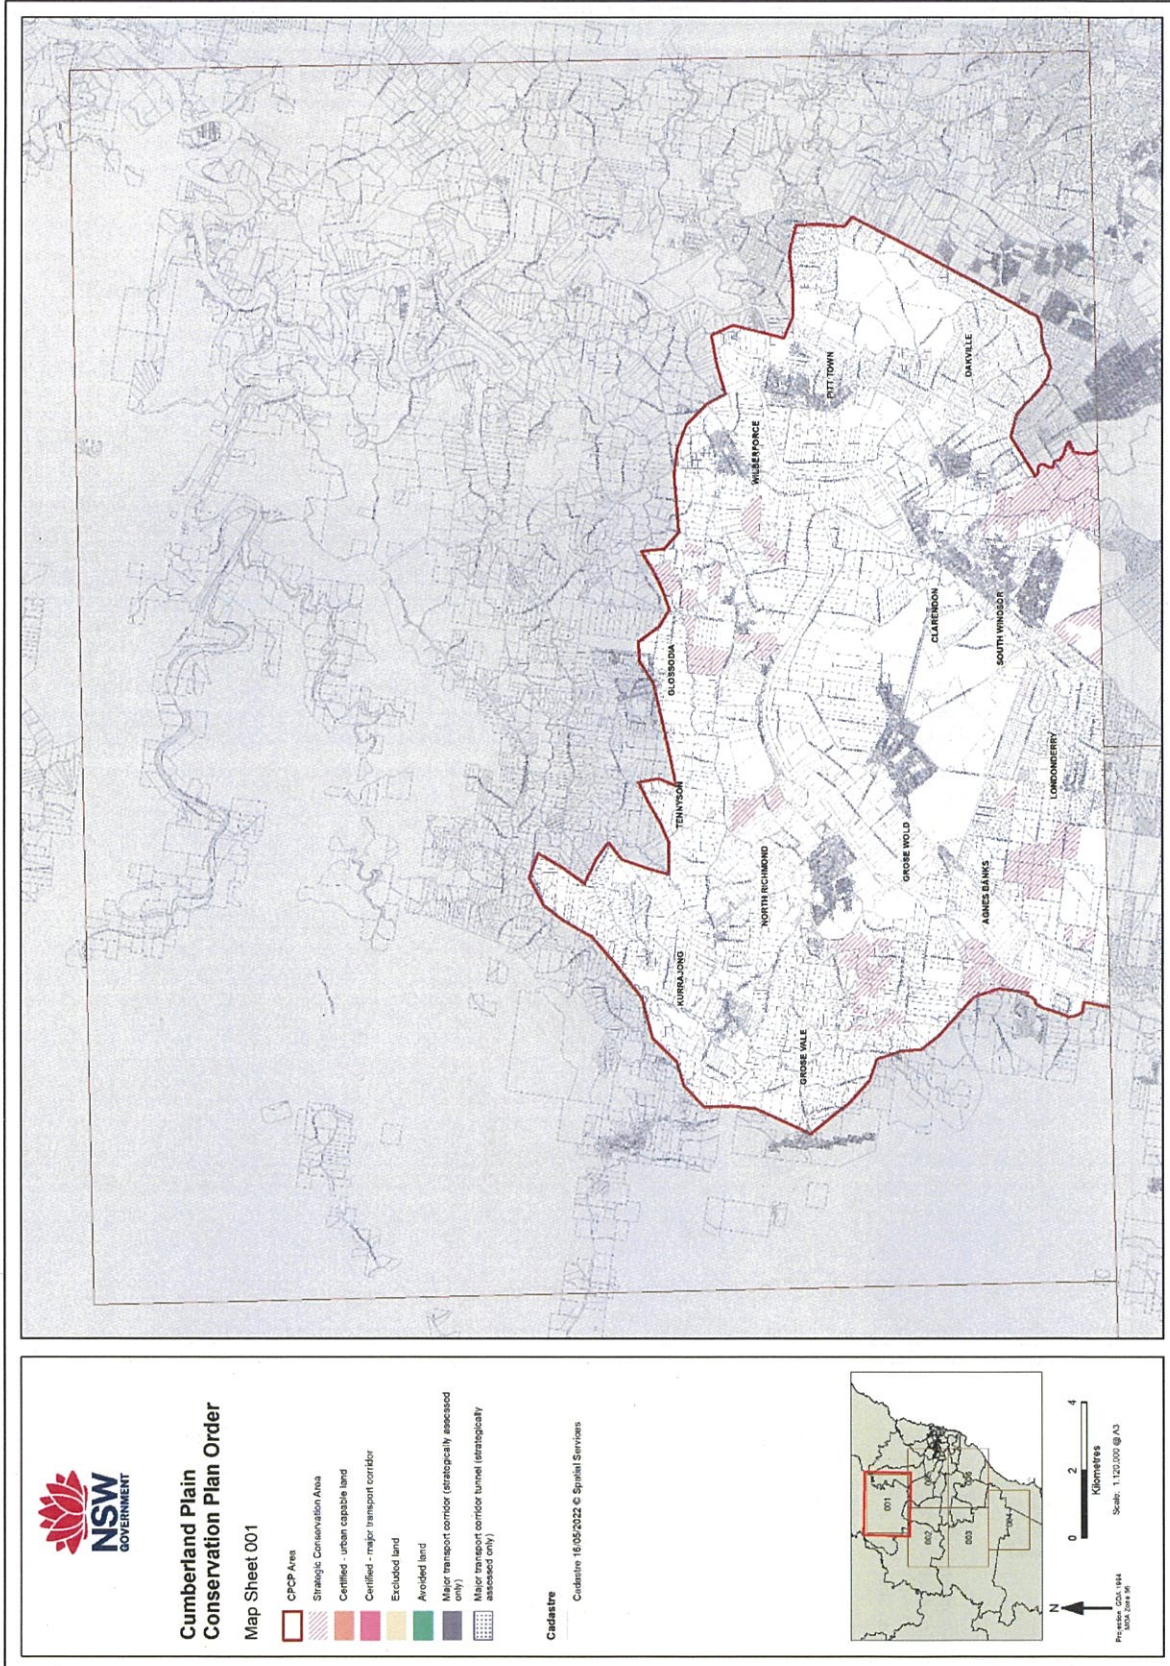 NSW
GOVERNMENT
Cumberland Plain
Conservation Plan Order
Map Sheet 001
CPCP Area
Strategic Conservation Area
Certified - urban capable land
Certified - major transport corridor
Excluded land
Avoided land
Major transport corridor (strategically assessed
only)
Major transport corridor tunnel (strategically
assessed only)
Cadastre
Cadastre 16/05/2022 © Spatial Services
001
002
003
004
N
Projection: GDA 1994
MGA Zone 56
0 2 4
Kilometres
Scale: 1:120,000 @ A3
KURRAJONG
TENNYSON
GLOSSODIA
WILBERFORCE
GROSE VALE
NORTH RICHMOND
PITT TOWN
GROSE WOLD
CLARENDON
OAKVILLE
AGNES BANKS
SOUTH WINDSOR
LONDONDERRY